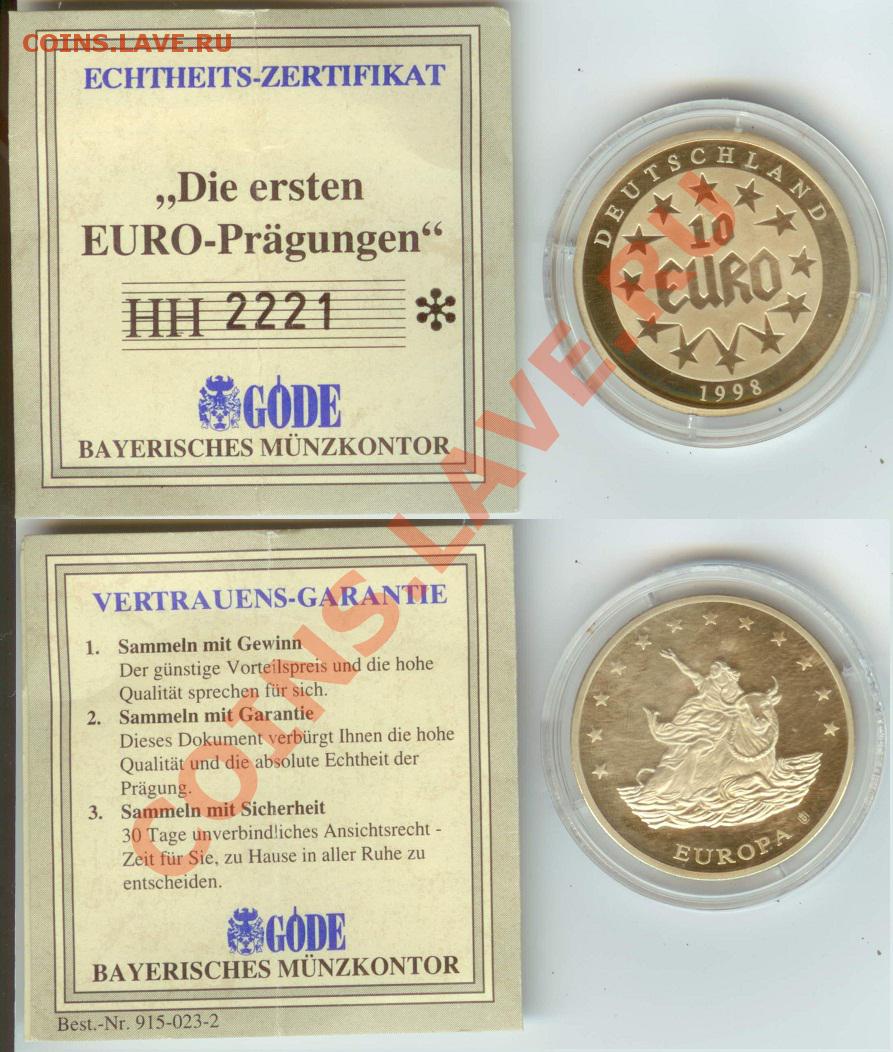 COINS.LAVE.RU
ECHTHEITS-ZERTIFIKAT
„Die ersten
EURO-Prägungen“
HH 2221
GÖDE
BAYERISCHES MÜNZKONTOR
DEUTSCHLAND
10
EURO
1998
COINS.LAVE.RU
VERTRAUENS-GARANTIE
1. Sammeln mit Gewinn
Der günstige Vorteilspreis und die hohe
Qualität sprechen für sich.
2. Sammeln mit Garantie
Dieses Dokument verbürgt Ihnen die hohe
Qualität und die absolute Echtheit der
Prägung.
3. Sammeln mit Sicherheit
30 Tage unverbindliches Ansichtsrecht -
Zeit für Sie, zu Hause in aller Ruhe zu
entscheiden.
GÖDE
BAYERISCHES MÜNZKONTOR
Best.-Nr. 915-023-2
EUROPA